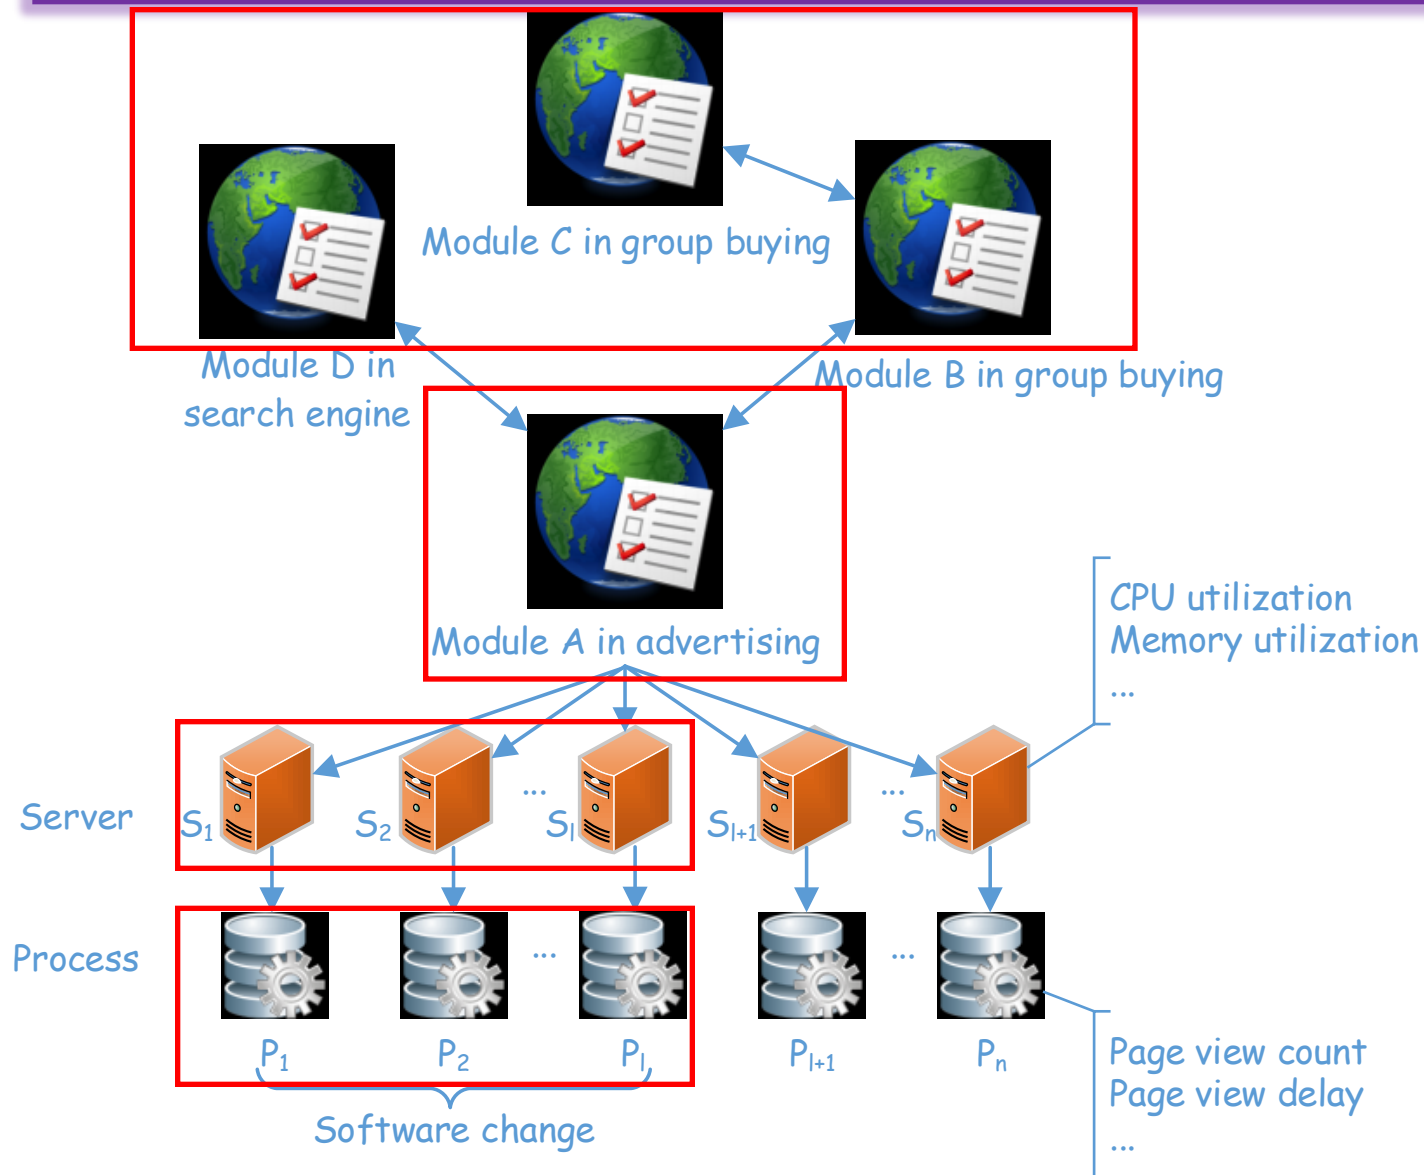 Module C in group buying
Module D in
search engine
Module B in group buying
Module A in advertising
CPU utilization
Memory utilization
...
Server
S1
S2
...
Sl
Sl+1
...
Sn
Process
...
...
P1
P2
Pl
Pl+1
Pn
Page view count
Page view delay
...
Software change